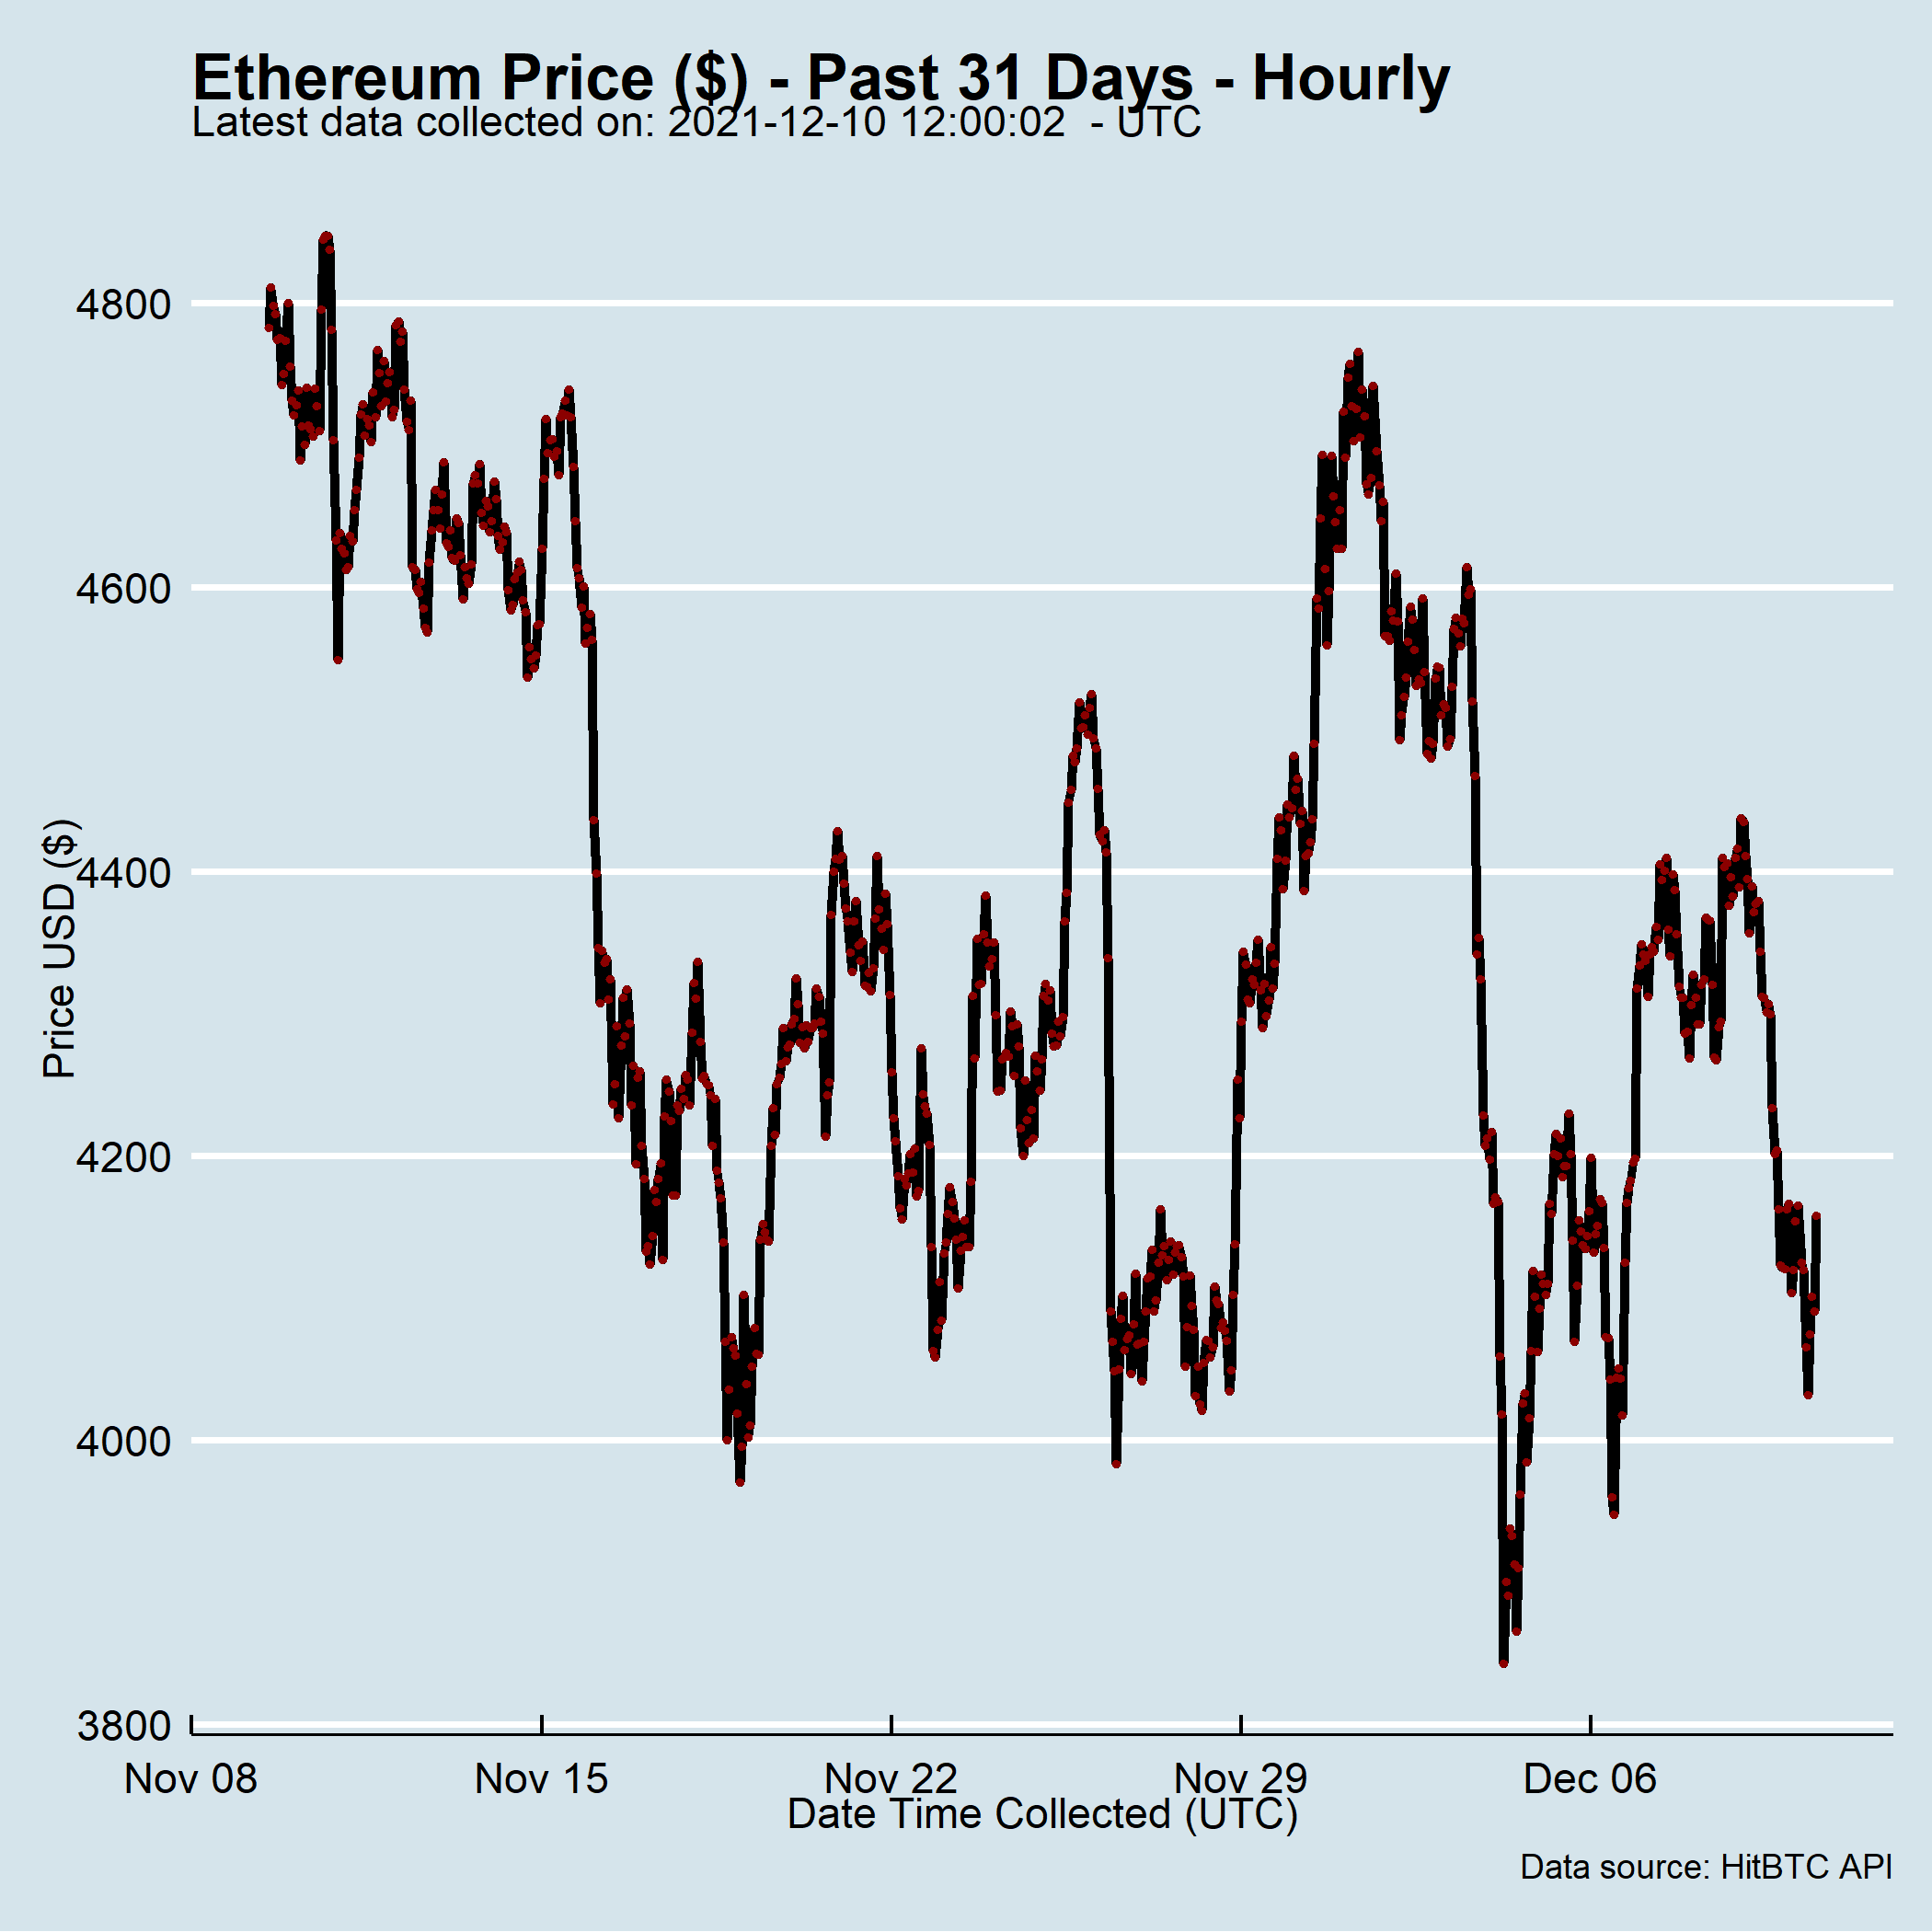 Ethereum Price ($) - Past 31 Days - Hourly
Latest data collected on: 2021-12-10 12:00:02  - UTC
Price USD ($)
4800
4600
4400
4200
4000
3800
Nov 08 Nov 15 Nov 22 Nov 29 Dec 06
Date Time Collected (UTC)
Data source: HitBTC API